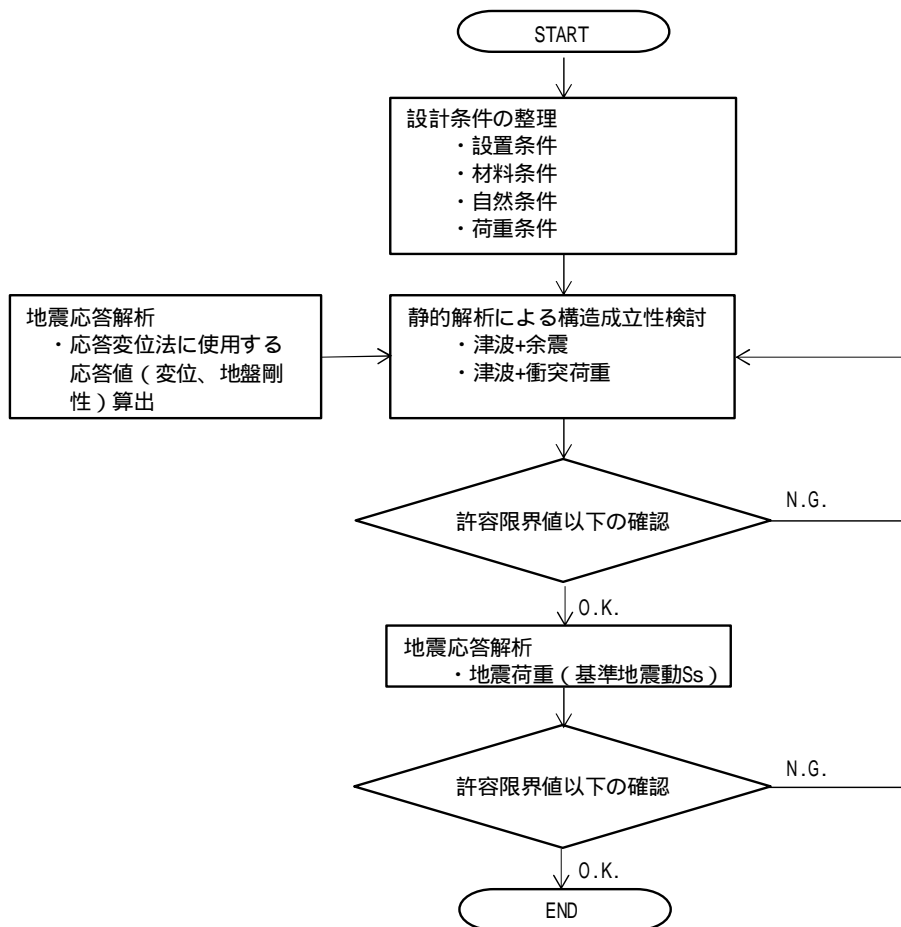 START
設計条件の整理
・設置条件
・材料条件
・自然条件
・荷重条件
地震応答解析
・応答変位法に使用する
応答値（変位、地盤剛
性）算出
静的解析による構造成立性検討
・津波+余震
・津波+衝突荷重
許容限界値以下の確認
N.G.
O.K.
地震応答解析
・地震荷重（基準地震動Ss）
許容限界値以下の確認
N.G.
O.K.
END